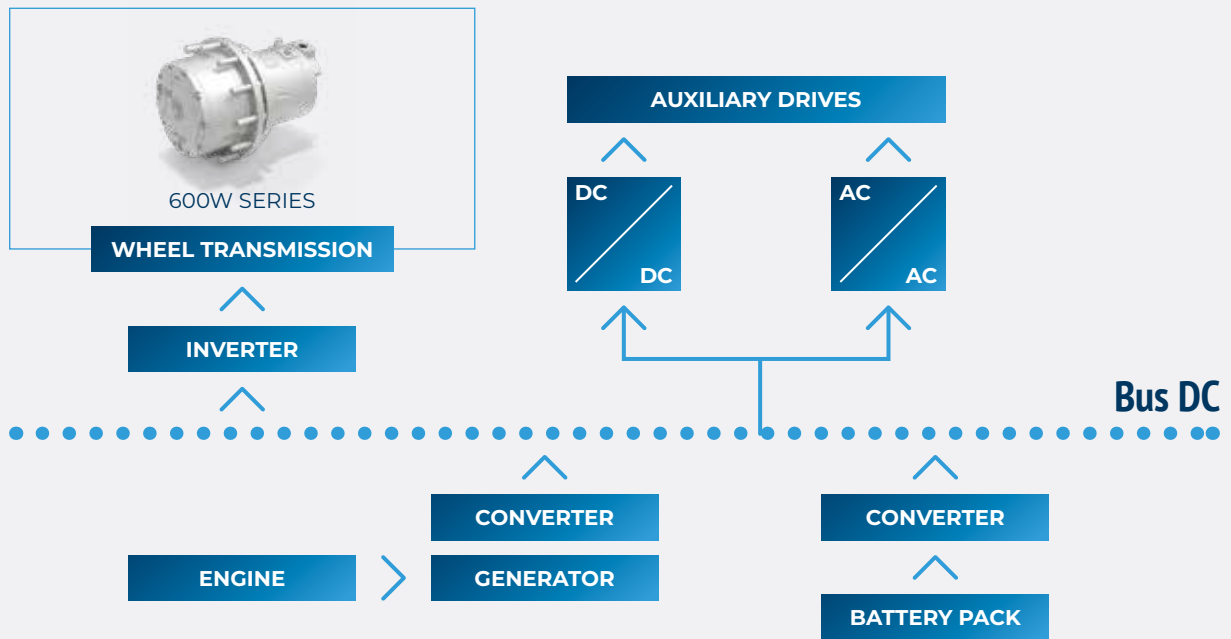 600W SERIES
WHEEL TRANSMISSION
INVERTER
AUXILIARY DRIVES
DC
DC
AC
AC
Bus DC
CONVERTER
CONVERTER
ENGINE
GENERATOR
BATTERY PACK